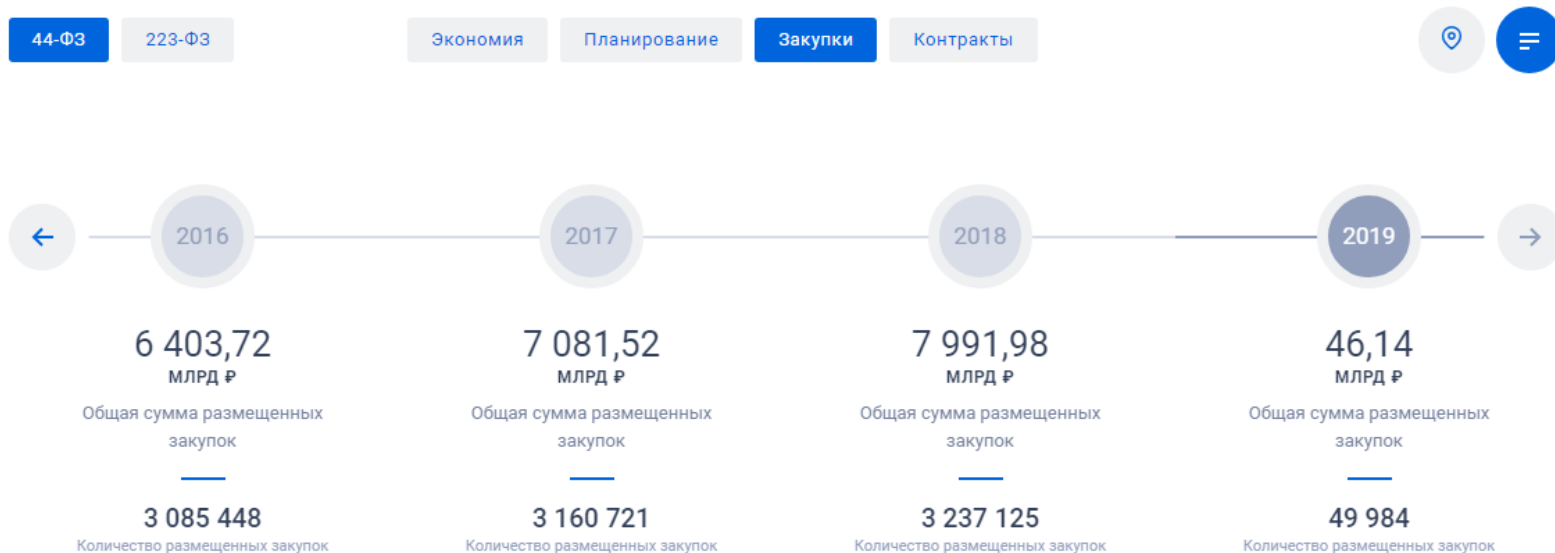 44-ФЗ 223-ФЗ Экономия Планирование Закупки Контракты
2016 2017 2018 2019
6 403,72 7 081,52 7 991,98 46,14
МЛРД ₽ МЛРД ₽ МЛРД ₽ МЛРД ₽
Общая сумма размещенных Общая сумма размещенных Общая сумма размещенных Общая сумма размещенных
закупок закупок закупок закупок
3 085 448 3 160 721 3 237 125 49 984
Количество размещенных закупок Количество размещенных закупок Количество размещенных закупок Количество размещенных закупок